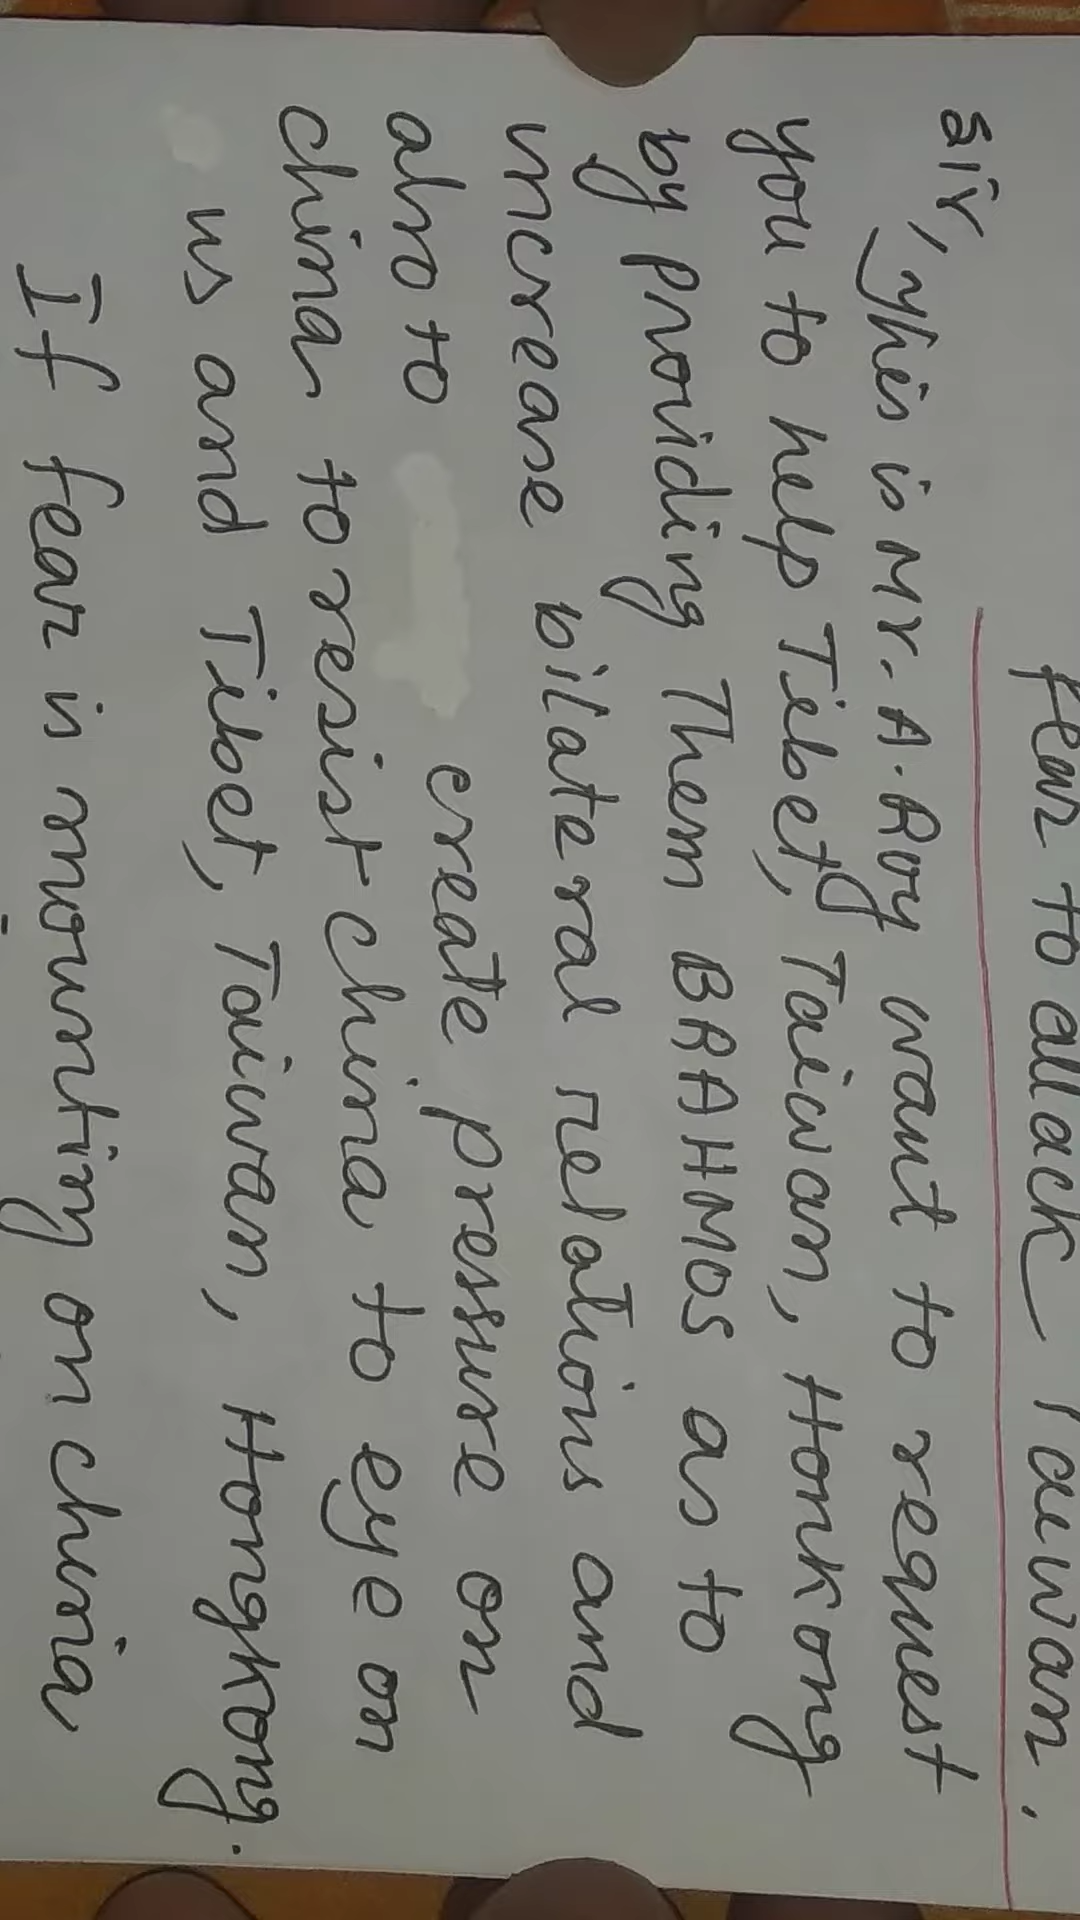 fear to attack Taiwan.
Sir, This is Mr. A. Roy want to request
you to help Tibet, Taiwan, Honkong
by providing Them BRAHMOS as to
increase bilateral relations and
also to create pressure on
china to resist china to eye on
us and Tibet, Taiwan, Hongkong.
If fear is mounting on china